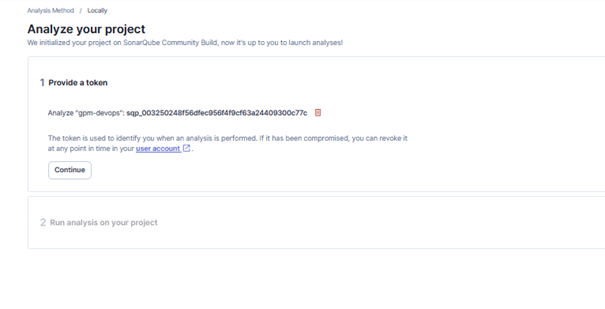 Analysis Method / Locally
Analyze your project
We initialized your project on SonarQube Community Build, now it's up to you to launch analyses!
1 Provide a token
Analyze "gpm-devops": sqp_003250248f56dfec956f4f9cf63a24409300c77c
The token is used to identify you when an analysis is performed. If it has been compromised, you can revoke it
at any point in time in your user account .
Continue
2 Run analysis on your project